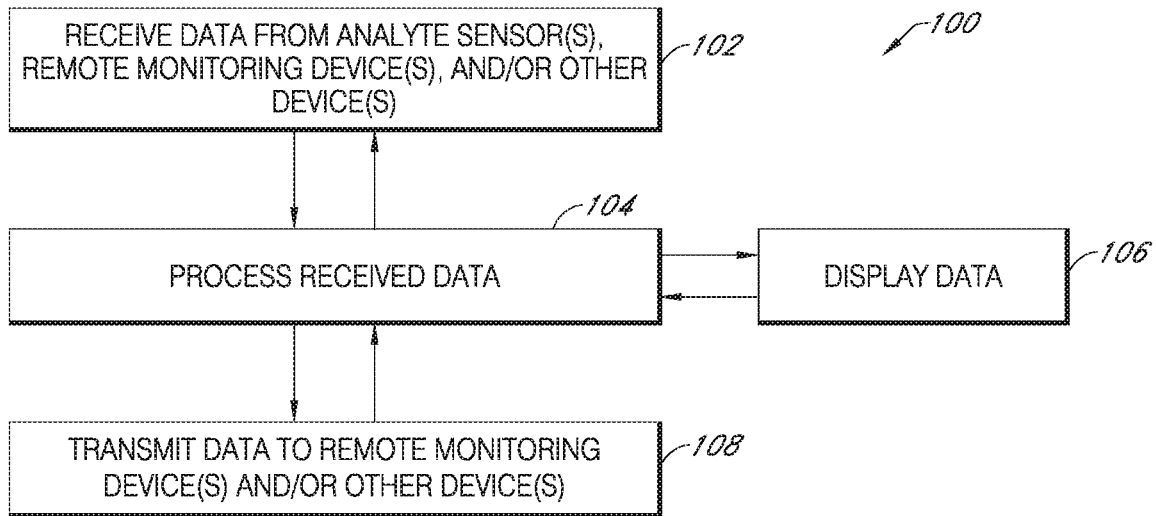 RECEIVE DATA FROM ANALYTE SENSOR(S),
REMOTE MONITORING DEVICE(S), AND/OR OTHER
DEVICE(S)
102
100
104
PROCESS RECEIVED DATA
DISPLAY DATA
106
TRANSMIT DATA TO REMOTE MONITORING
DEVICE(S) AND/OR OTHER DEVICE(S)
108